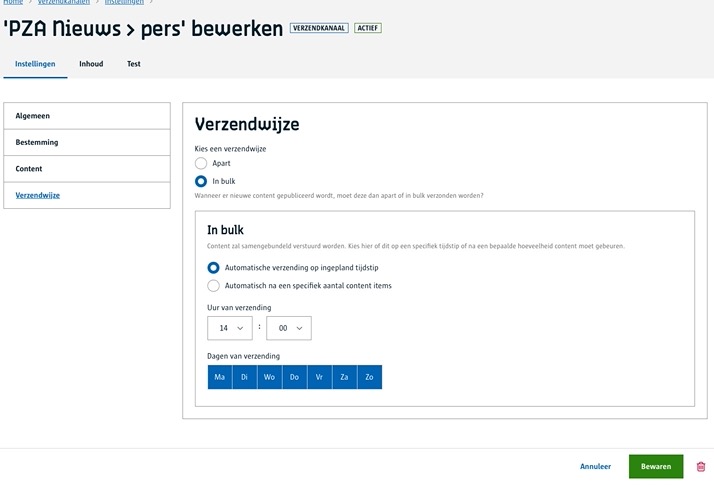 Home > Verzendkanalen > Instellingen >
'PZA Nieuws > pers' bewerken VERZENDKANAAL ACTIEF
Instellingen Inhoud Test
Algemeen
Bestemming
Content
Verzendwijze
Verzendwijze
Kies een verzendwijze
Apart
In bulk
Wanneer er nieuwe content gepubliceerd wordt, moet deze dan apart of in bulk verzonden worden?
In bulk
Content zal samengebundeld verstuurd worden. Kies hier of dit op een specifiek tijdstip of na een bepaalde hoeveelheid content moet gebeuren.
Automatische verzending op ingepland tijdstip
Automatisch na een specifiek aantal content items
Uur van verzending
14 : 00
Dagen van verzending
Ma Di Wo Do Vr Za Zo
Annuleer Bewaren